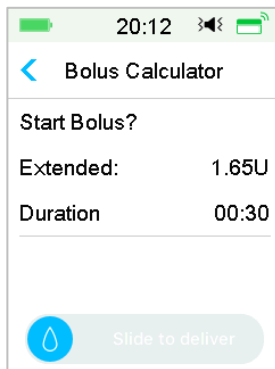 20:12
Bolus Calculator
Start Bolus?
Extended: 1.65U
Duration 00:30
Slide to deliver